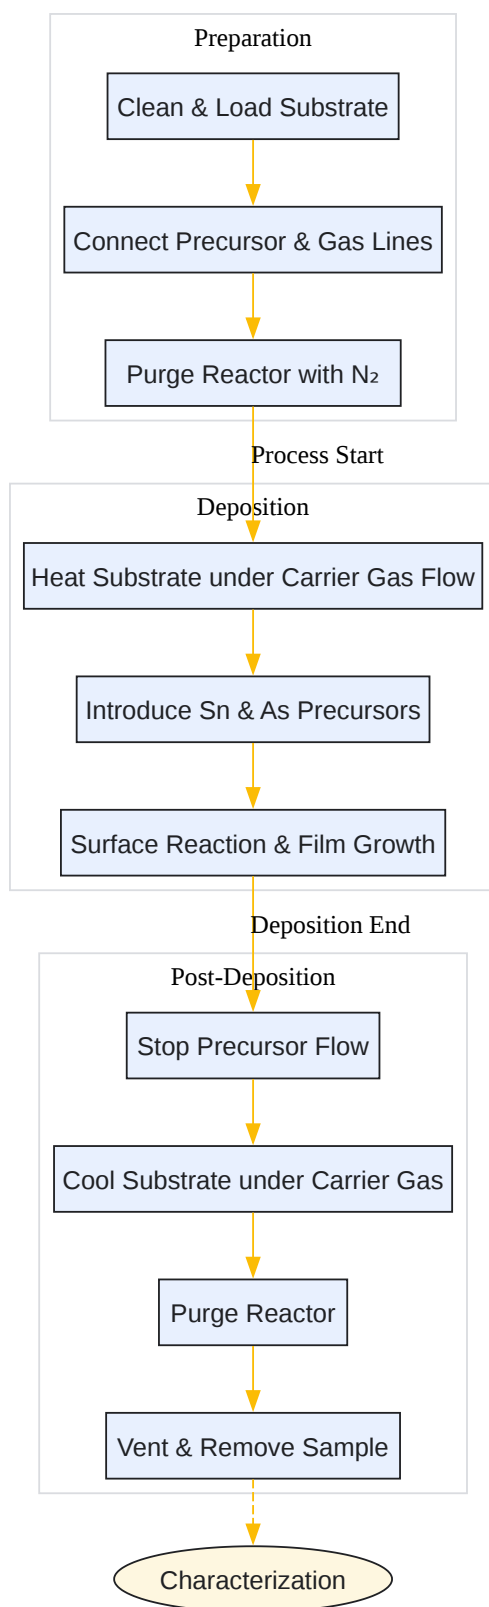 Preparation
Clean & Load Substrate
Connect Precursor & Gas Lines
Purge Reactor with N₂
Process Start
Deposition
Heat Substrate under Carrier Gas Flow
Introduce Sn & As Precursors
Surface Reaction & Film Growth
Deposition End
Post-Deposition
Stop Precursor Flow
Cool Substrate under Carrier Gas
Purge Reactor
Vent & Remove Sample
Characterization